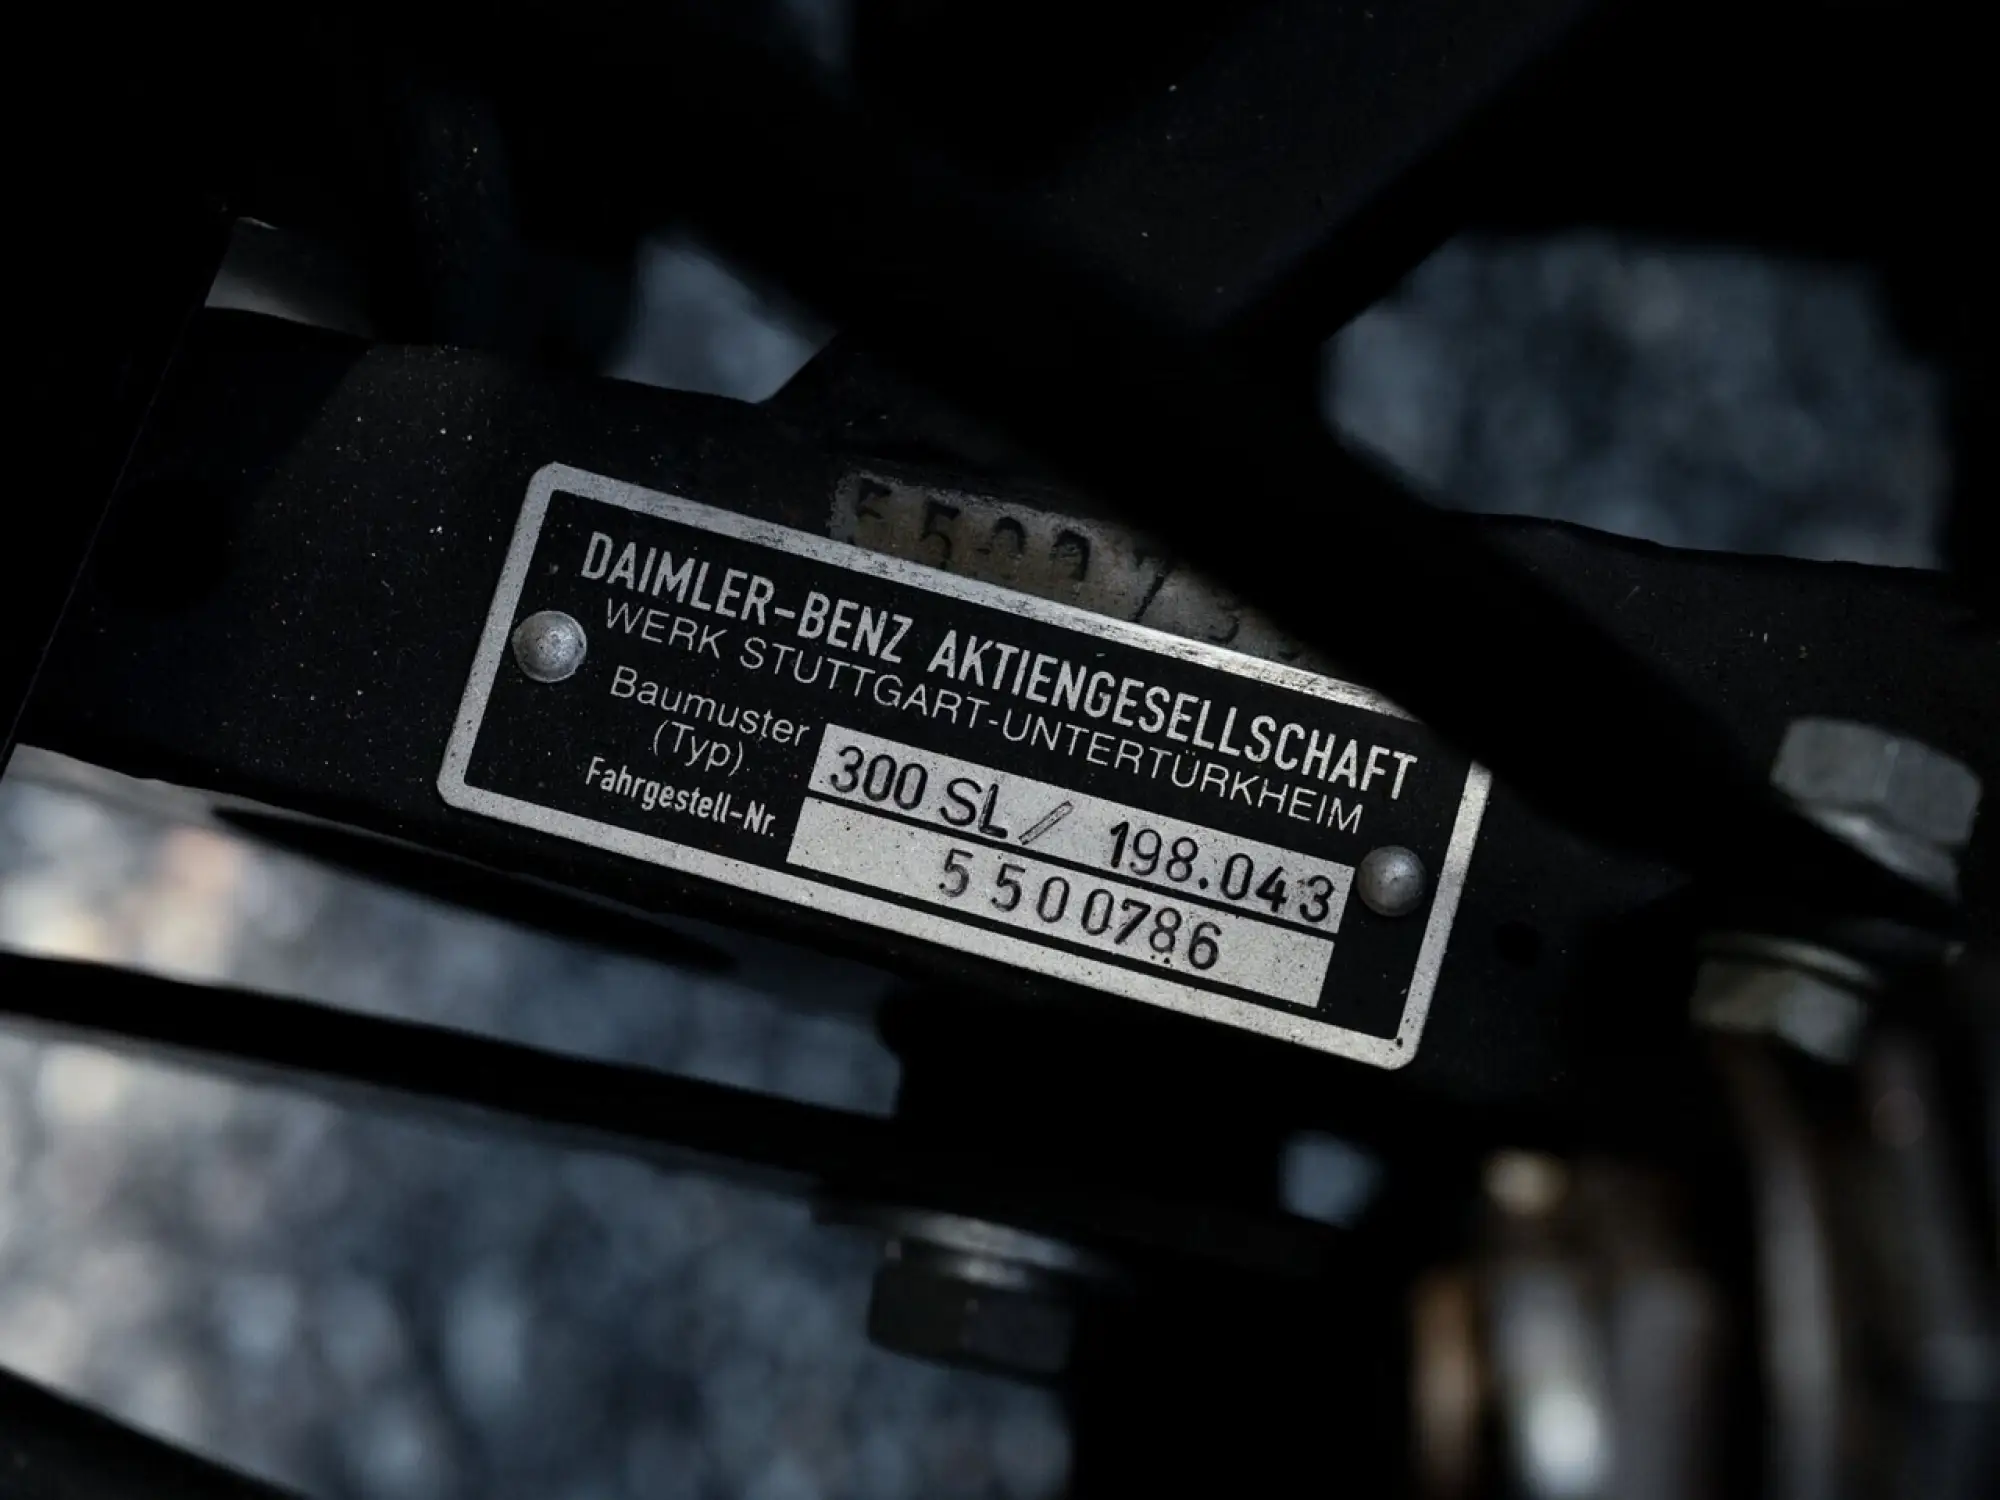 DAIMLER-BENZ AKTIENGESELLSCHAFT
WERK STUTTGART-UNTERTÜRKHEIM
Baumuster (Typ) 300 SL / 198.043
Fahrgestell-Nr. 5500786